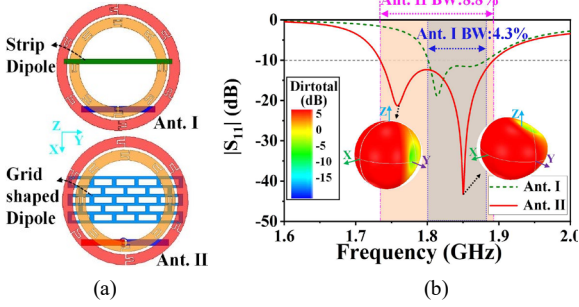 Strip
Dipole
Ant. I
Z
Y
X
Grid
shaped
Dipole
Ant. II
(a)
Ant. II BW:8.8%
Ant. I BW:4.3%
0
-10
-20
-30
-40
-50
|S11| (dB)
Dirtotal
(dB)
5
0
-5
-10
-15
Z
X
Y
Z
X
Y
Ant. I
Ant. II
1.6
1.7
1.8
1.9
2.0
Frequency (GHz)
(b)